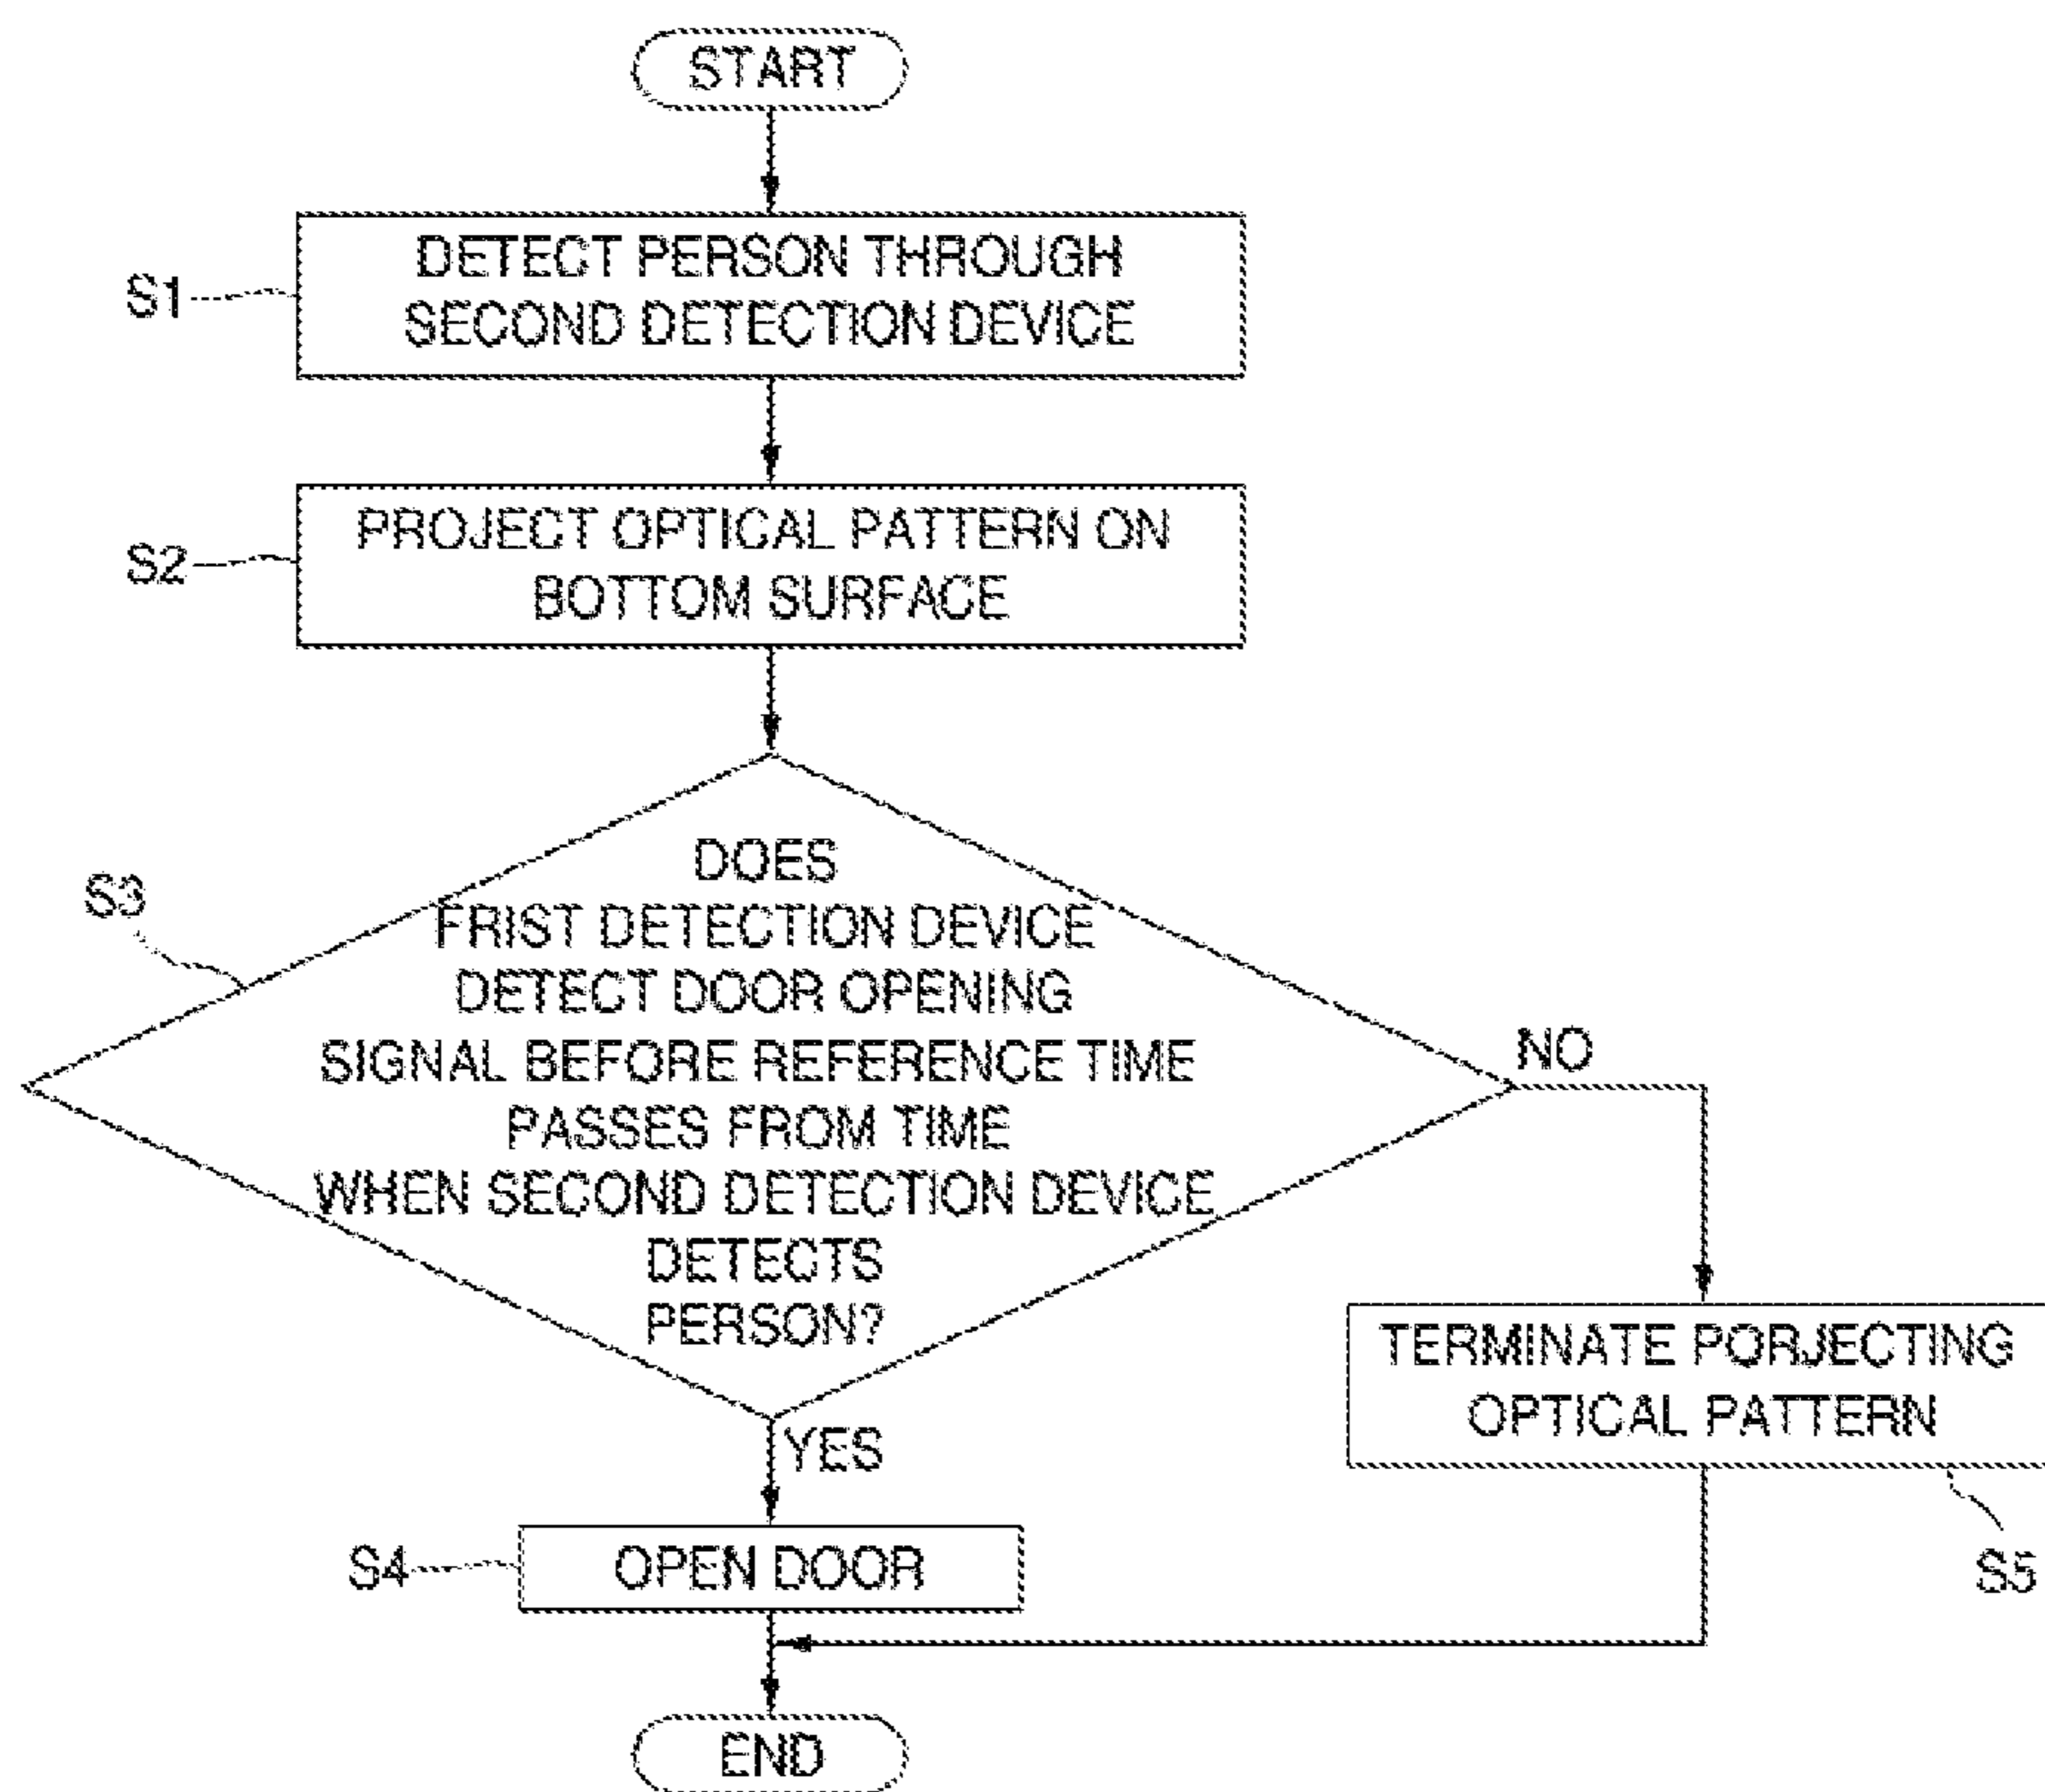 START
S1
DETECT PERSON THROUGH
SECOND DETECTION DEVICE
S2
PROJECT OPTICAL PATTERN ON
BOTTOM SURFACE
S3
DOES
FRIST DETECTION DEVICE
DETECT DOOR OPENING
SIGNAL BEFORE REFERENCE TIME
PASSES FROM TIME
WHEN SECOND DETECTION DEVICE
DETECTS
PERSON?
NO
YES
TERMINATE PORJECTING
OPTICAL PATTERN
S5
S4
OPEN DOOR
END